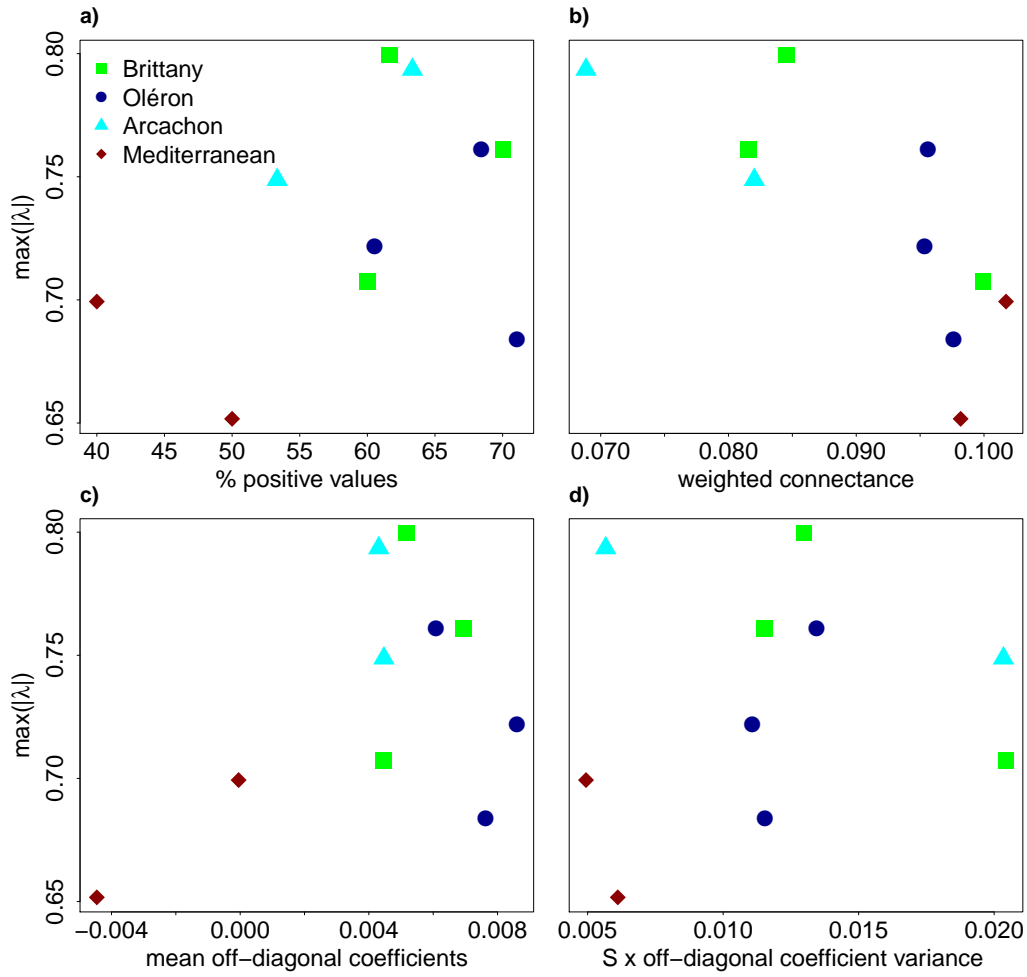 a)
b)
Brittany
Oléron
Arcachon
Mediterranean
max(|λ|)
0.80
0.75
0.70
0.65
40 45 50 55 60 65 70
% positive values
0.070 0.080 0.090 0.100
weighted connectance
c)
d)
max(|λ|)
0.80
0.75
0.70
0.65
−0.004 0.000 0.004 0.008
mean off−diagonal coefficients
0.005 0.010 0.015 0.020
S x off−diagonal coefficient variance